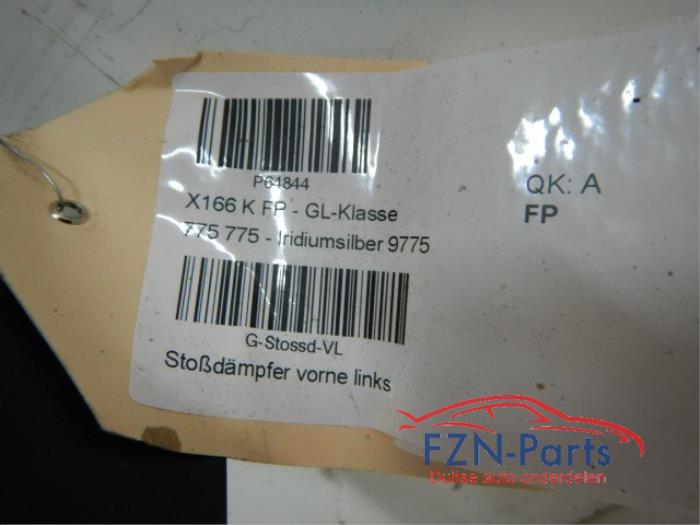 P64844
X166 K FP - GL-Klasse
775 775 - Iridiumsilber 9775
G-Stossd-VL
Stoßdämpfer vorne links
QK: A
FP
FZN-Parts
Duitse auto onderdelen